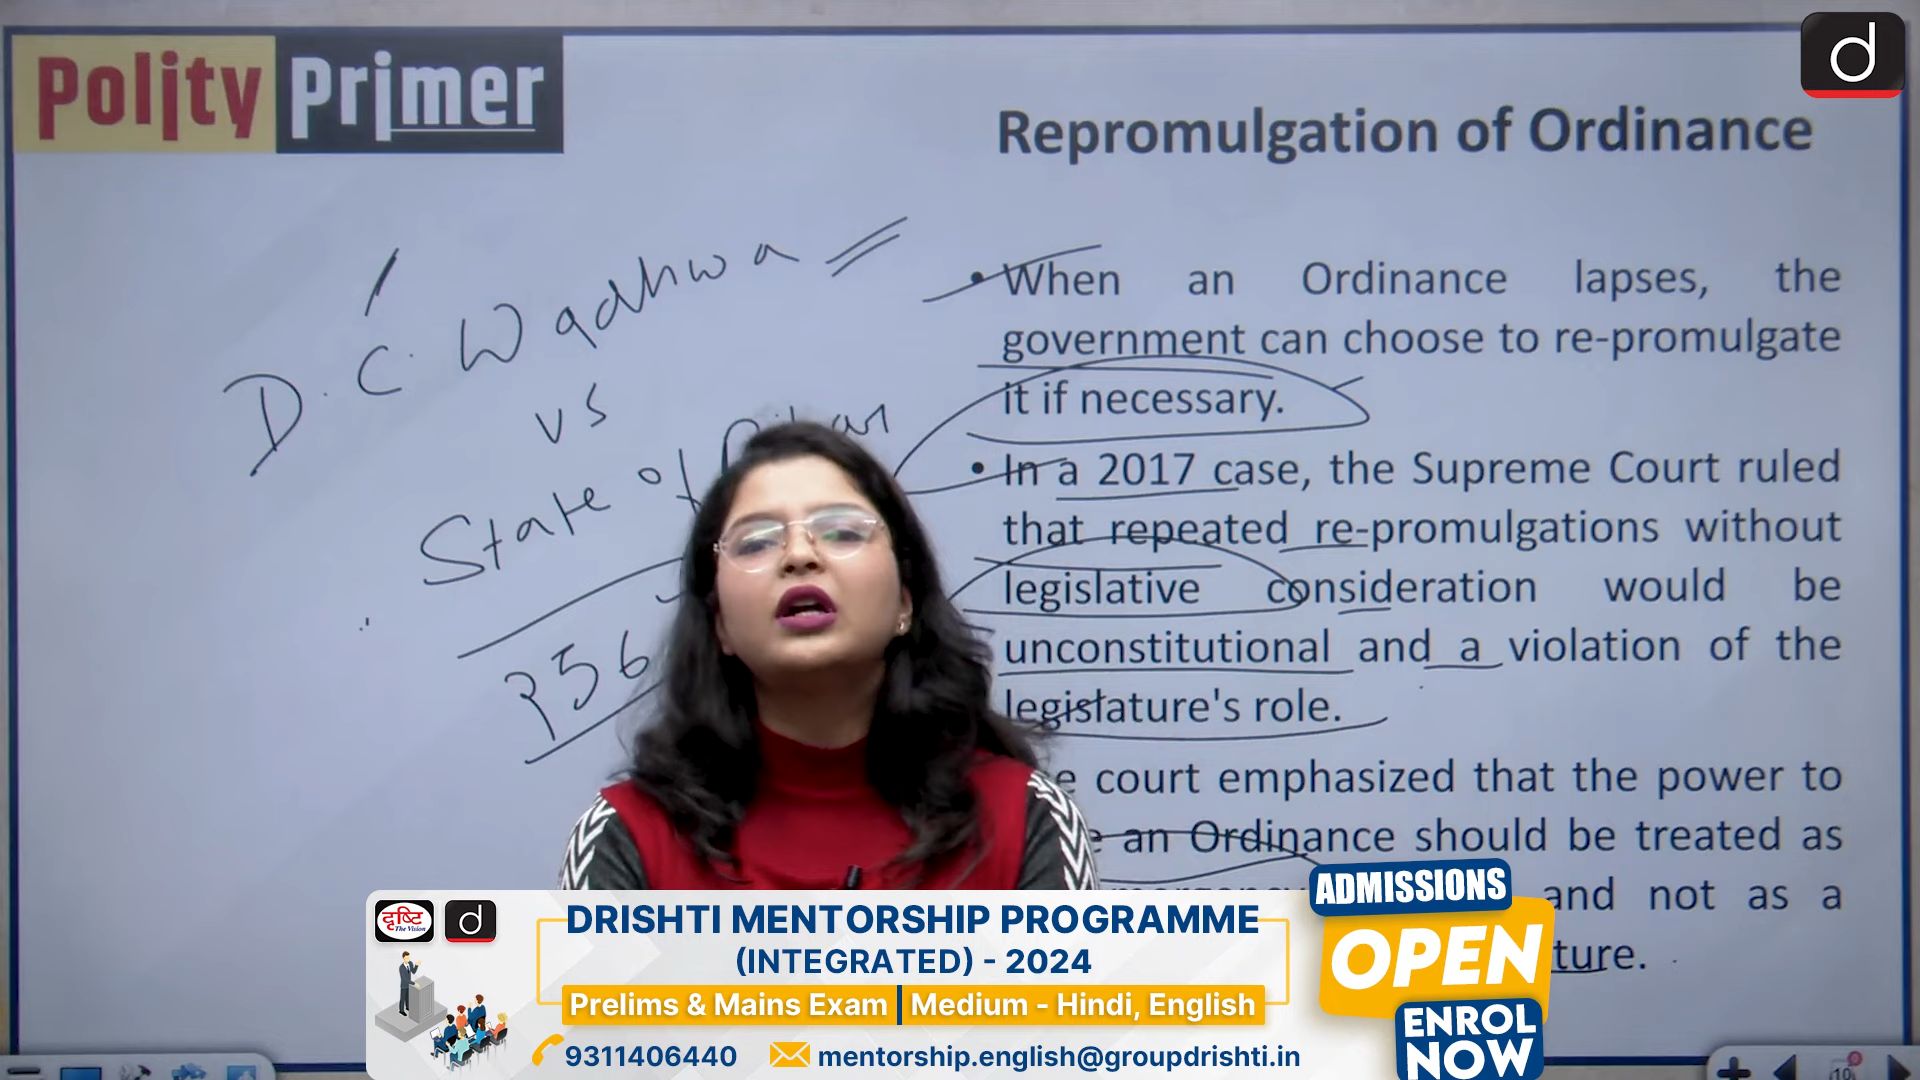 Polity Primer
d
Repromulgation of Ordinance
D. C. Wadhwa
vs
State of
356
• When an Ordinance lapses, the
government can choose to re-promulgate
it if necessary.
• In a 2017 case, the Supreme Court ruled
that repeated re-promulgations without
legislative consideration would be
unconstitutional and a violation of the
legislature's role.
court emphasized that the power to
an Ordinance should be treated as
and not as a
दृष्टि
The Vision
d
DRISHTI MENTORSHIP PROGRAMME
(INTEGRATED) - 2024
Prelims & Mains Exam | Medium - Hindi, English
9311406440 mentorship.english@groupdrishti.in
ADMISSIONS
OPEN
ENROL
NOW
10